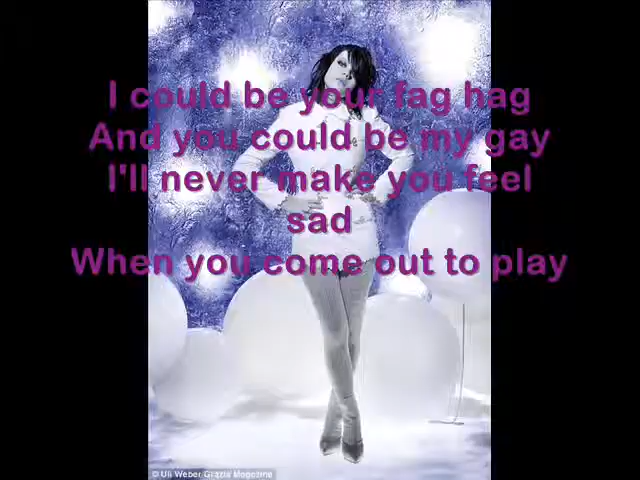 I could be your fag hag
And you could be my gay
I'll never make you feel
sad
When you come out to play
© Uli Weber Grazia Magazine